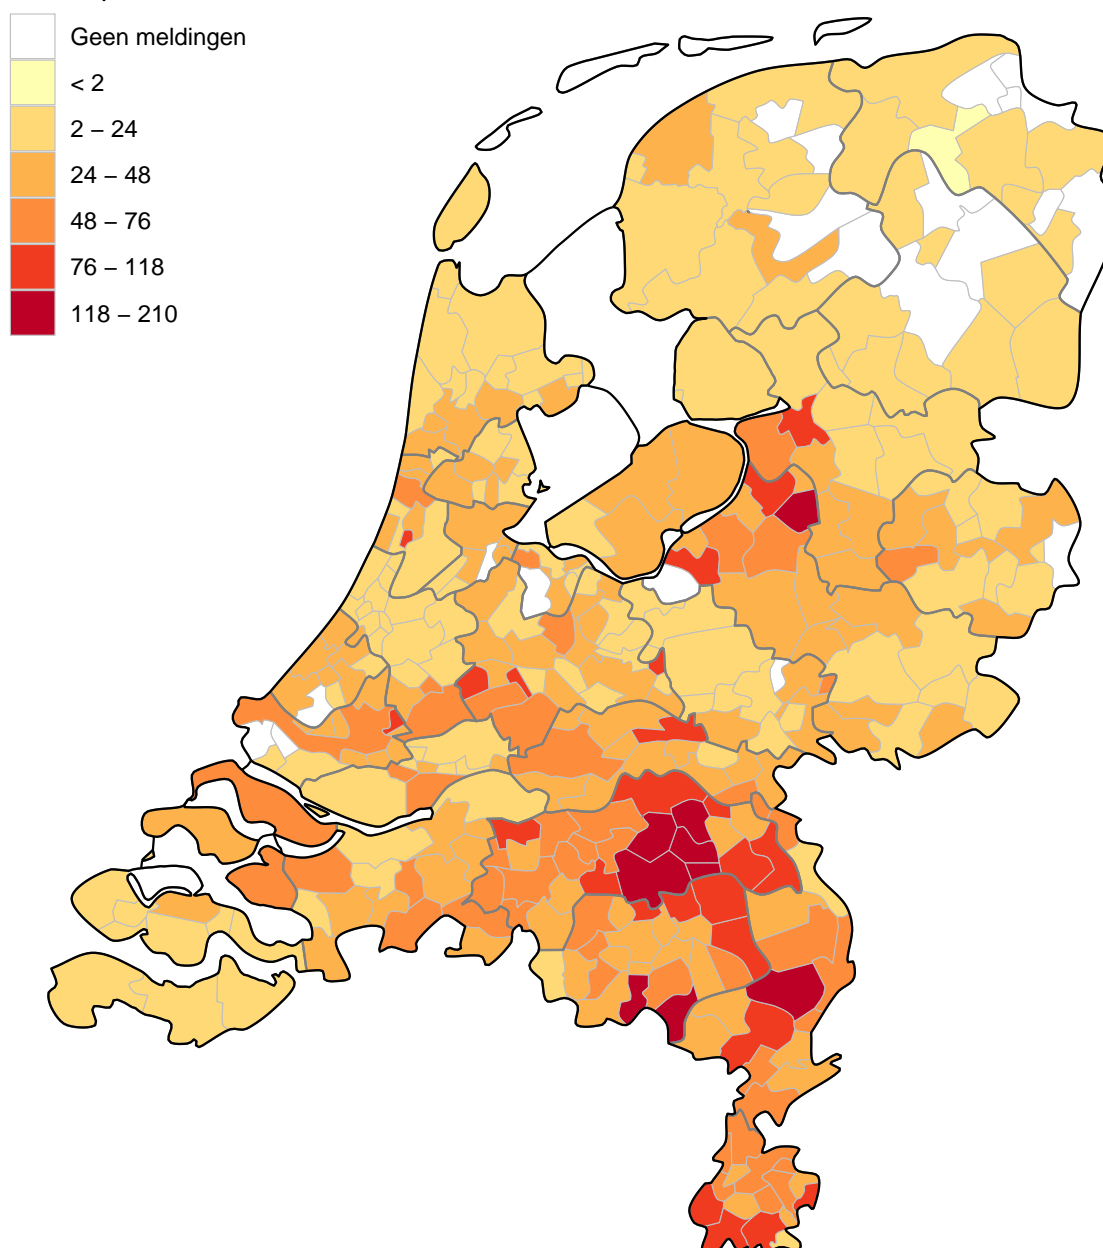 Geen meldingen
< 2
2 – 24
24 – 48
48 – 76
76 – 118
118 – 210